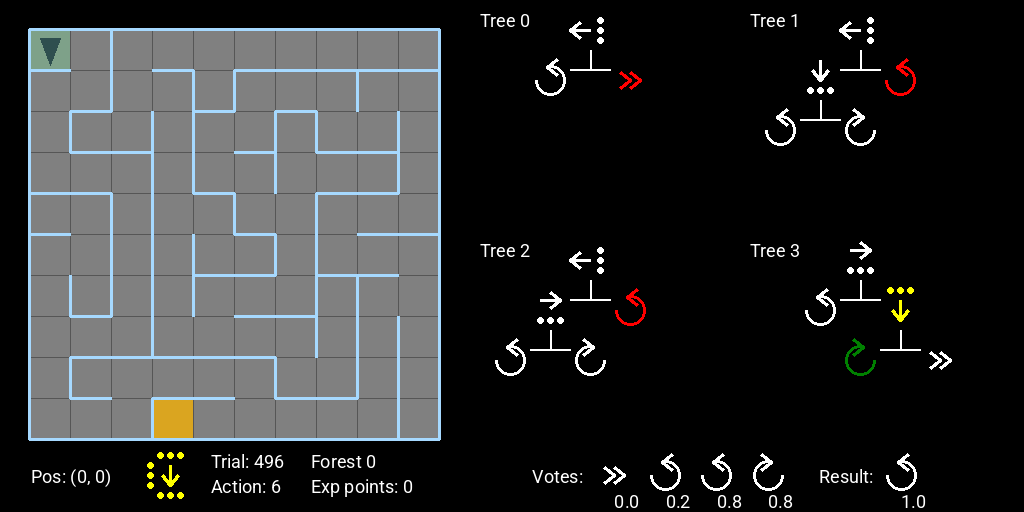 Tree 0
Tree 1
Tree 2
Tree 3
Pos: (0, 0)
Trial: 496
Forest 0
Action: 6
Exp points: 0
Votes:
0.0
0.2
0.8
0.8
Result:
1.0